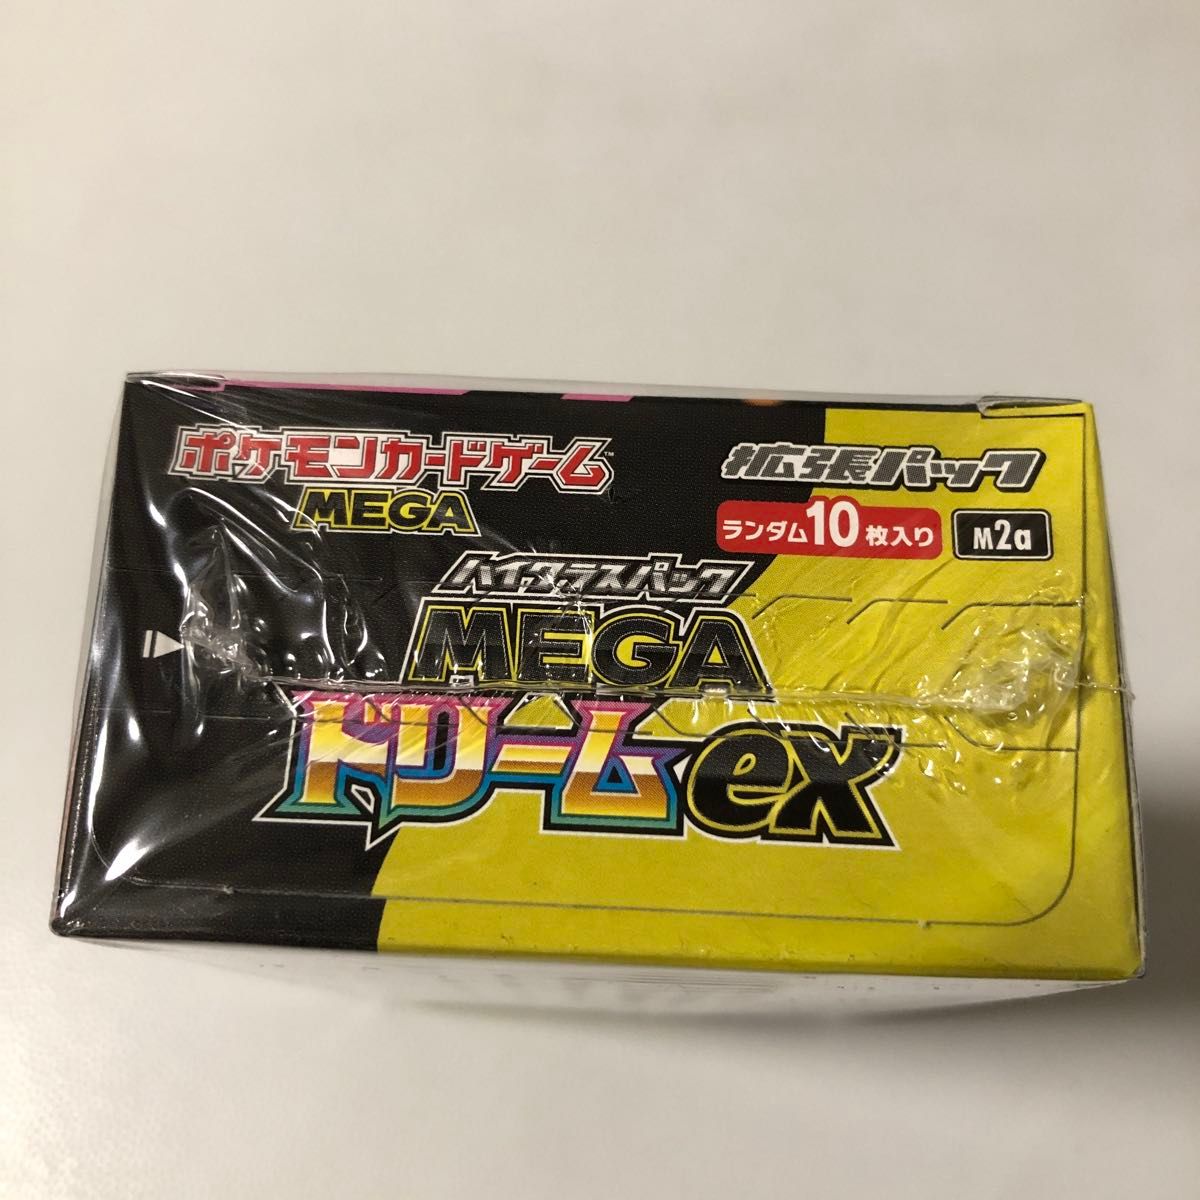 ポケモンカードゲーム™
MEGA
拡張パック
ランダム10枚入り
M2a
ハイクラスパック
MEGA
ドリームex